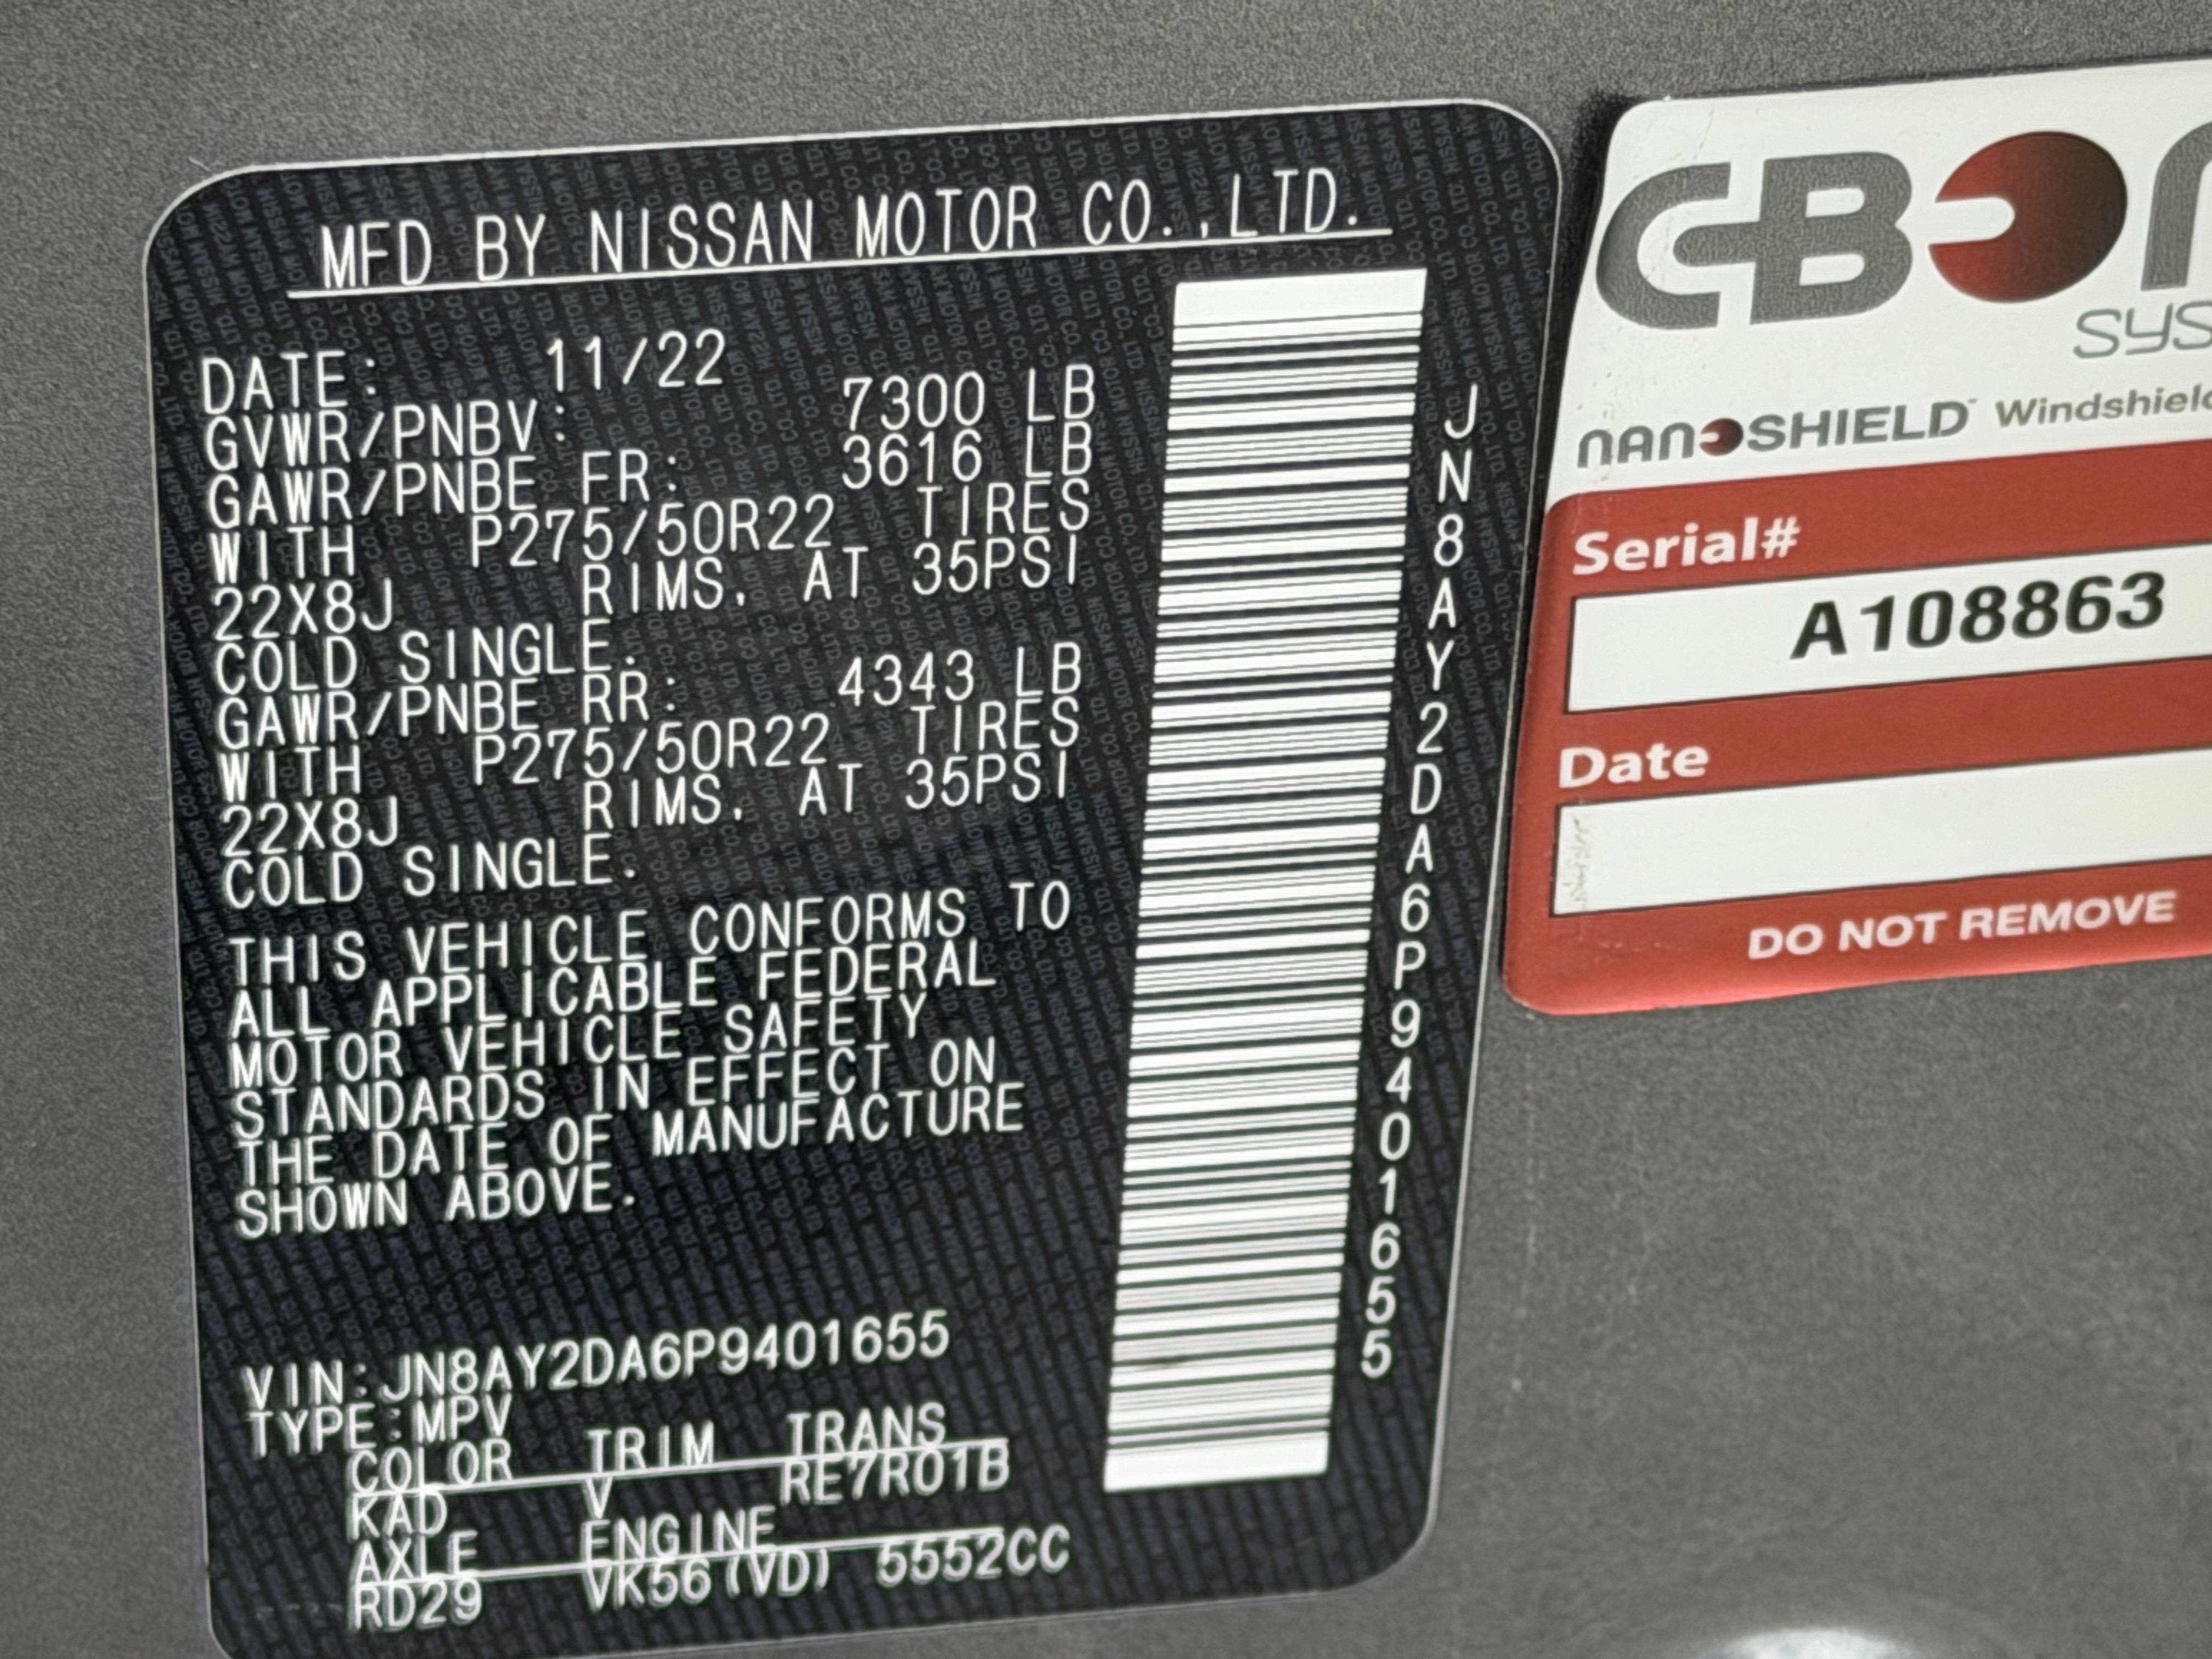 MFD BY NISSAN MOTOR CO.,LTD.
DATE: 11/22
GVWR/PNBV: 7300 LB
GAWR/PNBE FR: 3616 LB
WITH P275/50R22 TIRES
22X8J RIMS. AT 35PSI
COLD SINGLE.
GAWR/PNBE RR: 4343 LB
WITH P275/50R22 TIRES
22X8J RIMS. AT 35PSI
COLD SINGLE.
THIS VEHICLE CONFORMS TO
ALL APPLICABLE FEDERAL
MOTOR VEHICLE SAFETY
STANDARDS IN EFFECT ON
THE DATE OF MANUFACTURE
SHOWN ABOVE.
VIN:JN8AY2DA6P9401655
TYPE:MPV
COLOR TRIM TRANS
KAD V RE7R01B
AXLE ENGINE
RD29 VK56(VD) 5552CC
JN8AY2DA6P9401655
NANOSHIELD Windshield
Serial#
A108863
Date
DO NOT REMOVE